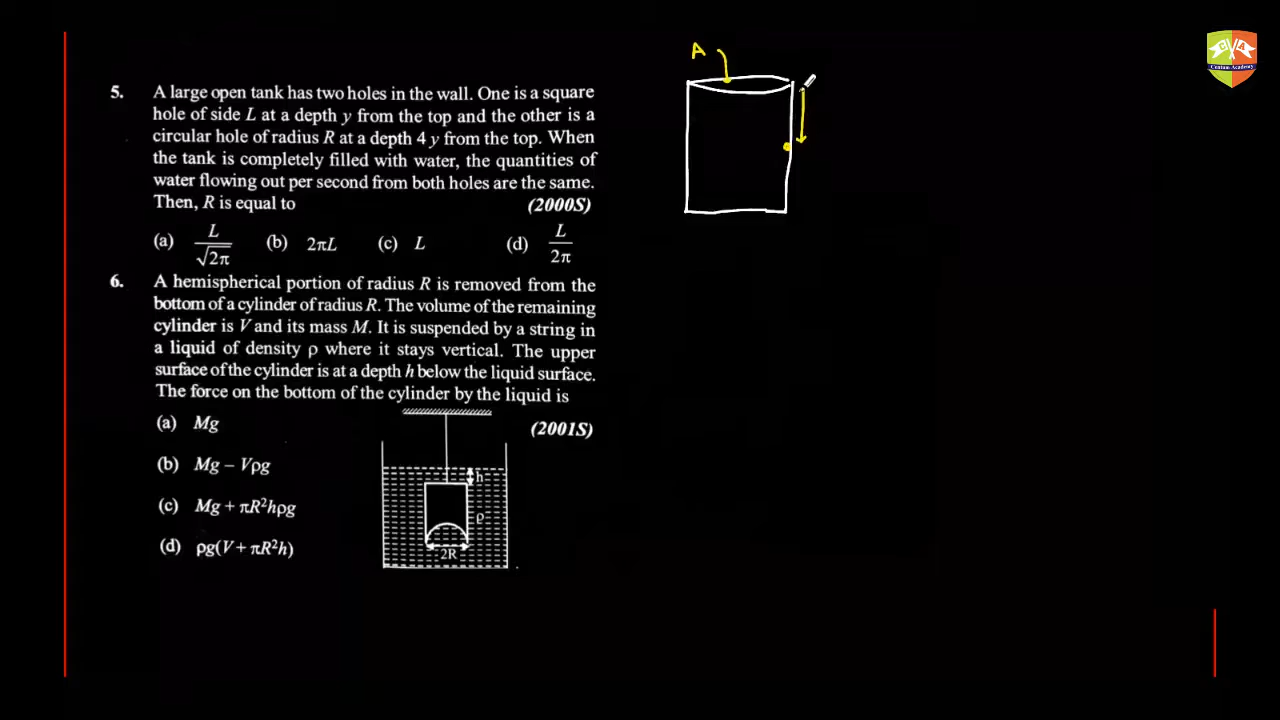 5. A large open tank has two holes in the wall. One is a square
hole of side L at a depth y from the top and the other is a
circular hole of radius R at a depth 4 y from the top. When
the tank is completely filled with water, the quantities of
water flowing out per second from both holes are the same.
Then, R is equal to (2000S)
(a) L/√2π (b) 2πL (c) L (d) L/2π
6. A hemispherical portion of radius R is removed from the
bottom of a cylinder of radius R. The volume of the remaining
cylinder is V and its mass M. It is suspended by a string in
a liquid of density ρ where it stays vertical. The upper
surface of the cylinder is at a depth h below the liquid surface.
The force on the bottom of the cylinder by the liquid is
(a) Mg (2001S)
(b) Mg – Vρg
(c) Mg + πR²hρg
(d) ρg(V + πR²h)
h
ρ
2R
A
C A
Centum Academy